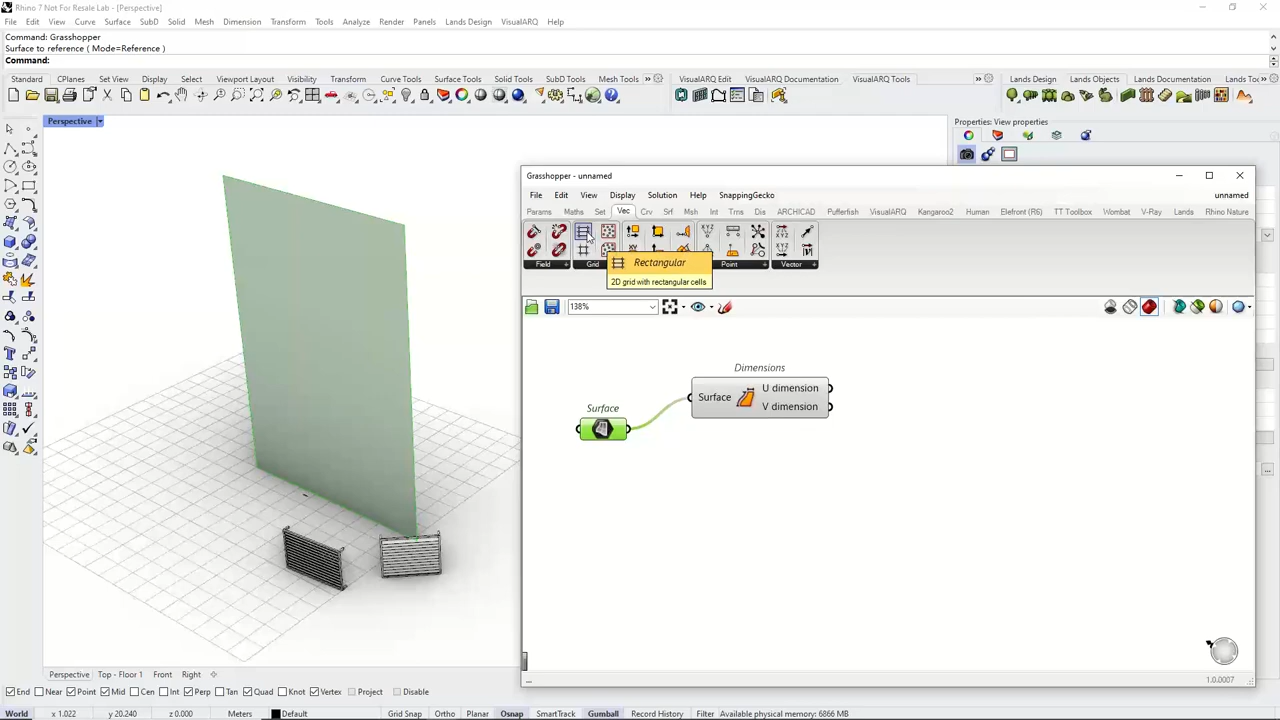 Rhino 7 Not For Resale Lab - [Perspective]
File Edit View Curve Surface SubD Solid Mesh Dimension Transform Tools Analyze Render Panels Lands Design VisualARQ Help
Command: Grasshopper
Surface to reference ( Mode=Reference )
Command:
Standard CPlanes Set View Display Select Viewport Layout Visibility Transform Curve Tools Surface Tools Solid Tools SubD Tools Mesh Tools » VisualARQ Edit VisualARQ Documentation VisualARQ Tools » Lands Design Lands Objects Lands Documentation Lands Too »
Perspective
Properties: View properties
Grasshopper - unnamed
File Edit View Display Solution Help SnappingGecko unnamed
Params Maths Set Vec Crv Srf Msh Int Trns Dis ARCHICAD Pufferfish VisualARQ Kangaroo2 Human Elefront (R6) TT Toolbox Wombat V-Ray Lands Rhino Nature
Field Grid Point Vector
Rectangular
2D grid with rectangular cells
138%
Dimensions
Surface U dimension
V dimension
Surface
1.0.0007
Perspective Top - Floor 1 Front Right
End Near Point Mid Cen Int Perp Tan Quad Knot Vertex Project Disable
World x 1.022 y 20.240 z 0.000 Meters Default Grid Snap Ortho Planar Osnap SmartTrack Gumball Record History Filter Available physical memory: 6866 MB